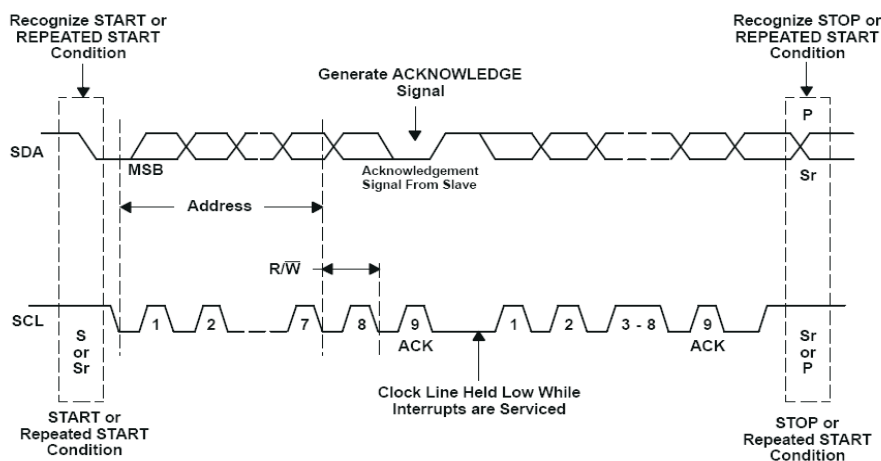 Recognize START or
REPEATED START
Condition
Recognize STOP or
REPEATED START
Condition
Generate ACKNOWLEDGE
Signal
P
SDA
MSB
Acknowledgement
Signal From Slave
Sr
Address
R/W̅
SCL
1
2
7
8
9
1
2
3 - 8
9
ACK
ACK
S
or
Sr
Sr
or
P
Clock Line Held Low While
Interrupts are Serviced
START or
Repeated START
Condition
STOP or
Repeated START
Condition